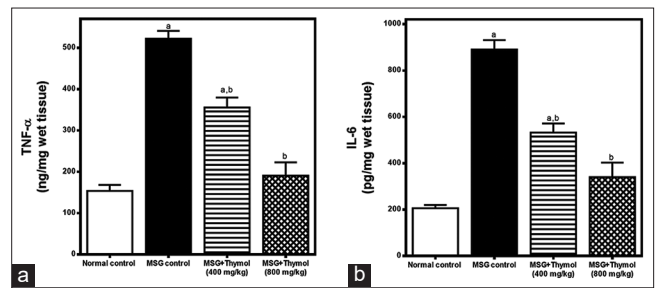 TNF-α
(ng/mg wet tissue)
500
400
300
200
100
0
a
a,b
b
Normal control
MSG control
MSG+Thymol
(400 mg/kg)
MSG+Thymol
(800 mg/kg)
a
IL-6
(pg/mg wet tissue)
1000
800
600
400
200
0
a
a,b
b
Normal control
MSG control
MSG+Thymol
(400 mg/kg)
MSG+Thymol
(800 mg/kg)
b